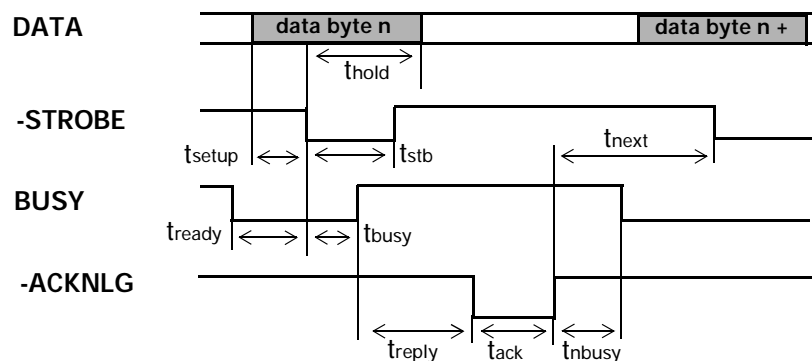 DATA data byte n data byte n +
thold
-STROBE
tsetup tstb tnext
BUSY
tready tbusy
-ACKNLG
treply tack tnbusy